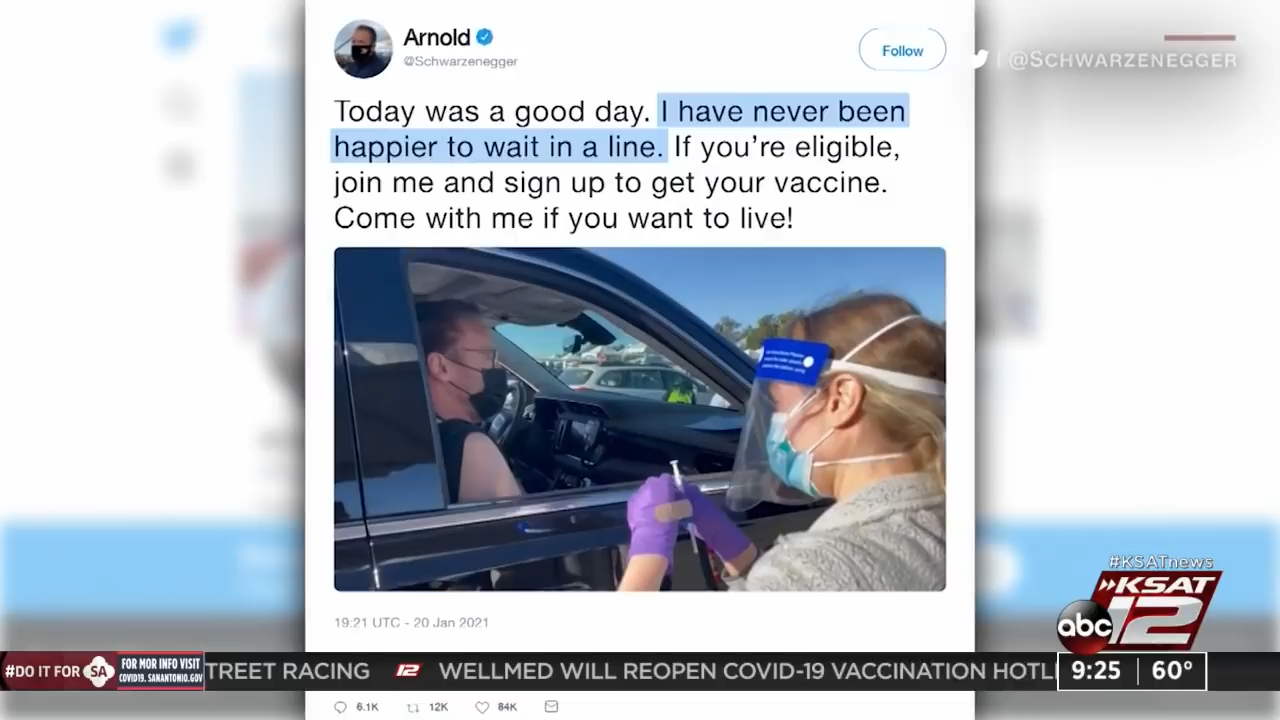 Arnold
@Schwarzenegger
Follow
| @SCHWARZENEGGER
Today was a good day. I have never been
happier to wait in a line. If you’re eligible,
join me and sign up to get your vaccine.
Come with me if you want to live!
19:21 UTC - 20 Jan 2021
#KSATnews
KSAT
abc 12
#DO IT FOR SA
FOR MOR INFO VISIT
COVID19.SANANTONIO.GOV
TREET RACING 12 WELLMED WILL REOPEN COVID-19 VACCINATION HOTL
9:25 60°
6.1K 12K 84K